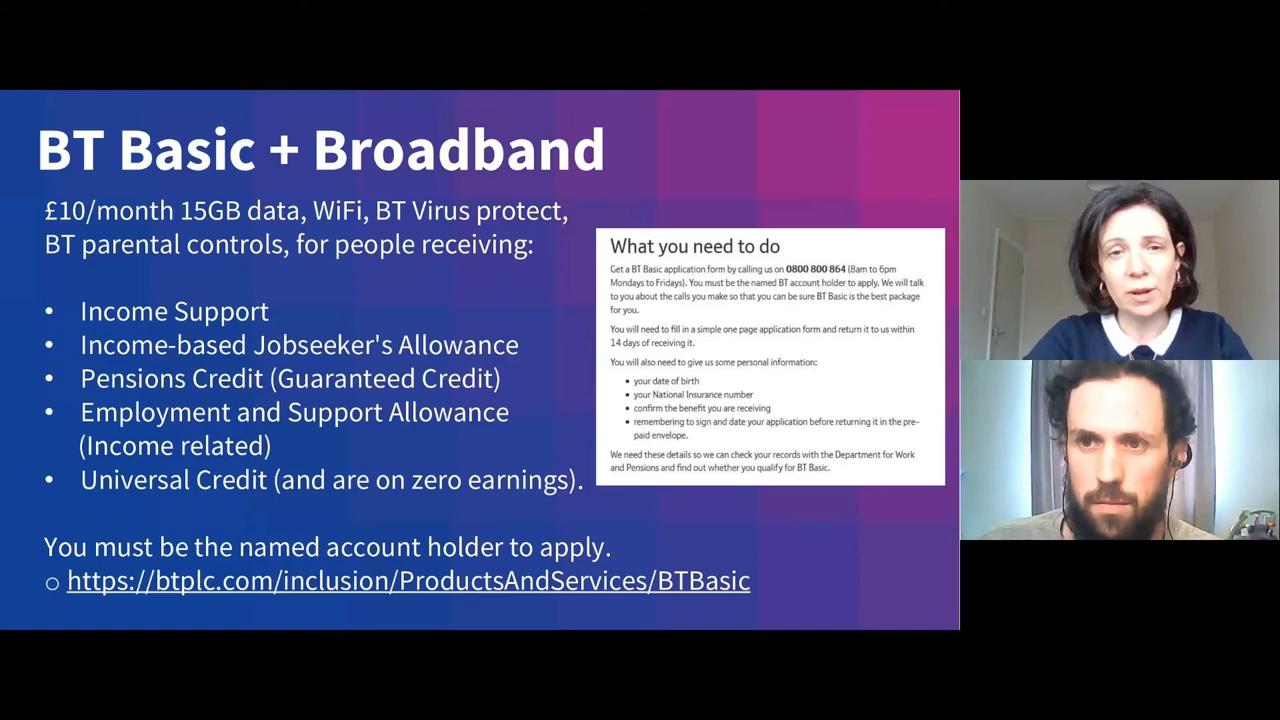 BT Basic + Broadband
£10/month 15GB data, WiFi, BT Virus protect,
BT parental controls, for people receiving:
• Income Support
• Income-based Jobseeker's Allowance
• Pensions Credit (Guaranteed Credit)
• Employment and Support Allowance
(Income related)
• Universal Credit (and are on zero earnings).
You must be the named account holder to apply.
o https://btplc.com/inclusion/ProductsAndServices/BTBasic
What you need to do
Get a BT Basic application form by calling us on 0800 800 864 (8am to 6pm
Mondays to Fridays). You must be the named BT account holder to apply. We will talk
to you about the calls you make so that you can be sure BT Basic is the best package
for you.
You will need to fill in a simple one page application form and return it to us within
14 days of receiving it.
You will also need to give us some personal information:
• your date of birth
• your National Insurance number
• confirm the benefit you are receiving
• remembering to sign and date your application before returning it in the pre-
paid envelope.
We need these details so we can check your records with the Department for Work
and Pensions and find out whether you qualify for BT Basic.